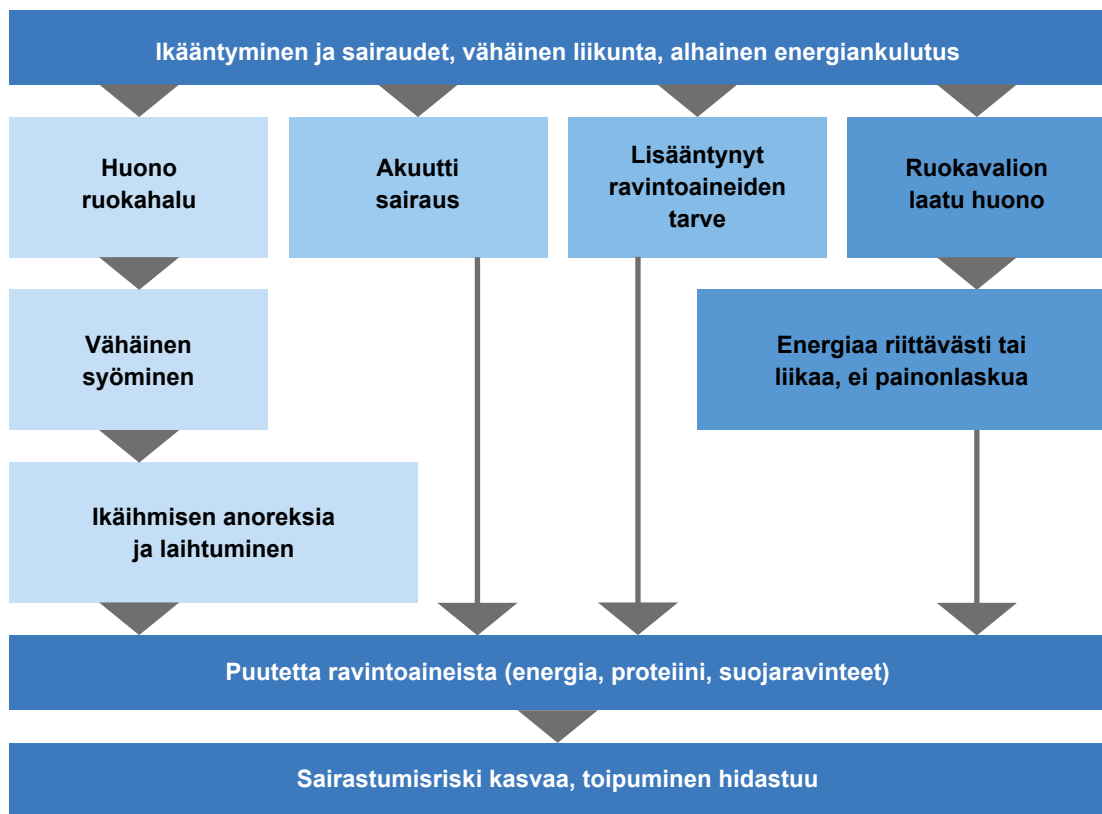 Ikääntyminen ja sairaudet, vähäinen liikunta, alhainen energiankulutus
Huono
ruokahalu
Akuutti
sairaus
Lisääntynyt
ravintoaineiden
tarve
Ruokavalion
laatu huono
Vähäinen
syöminen
Energiaa riittävästi tai
liikaa, ei painonlaskua
Ikäihmisen anoreksia
ja laihtuminen
Puutetta ravintoaineista (energia, proteiini, suojaravinteet)
Sairastumisriski kasvaa, toipuminen hidastuu